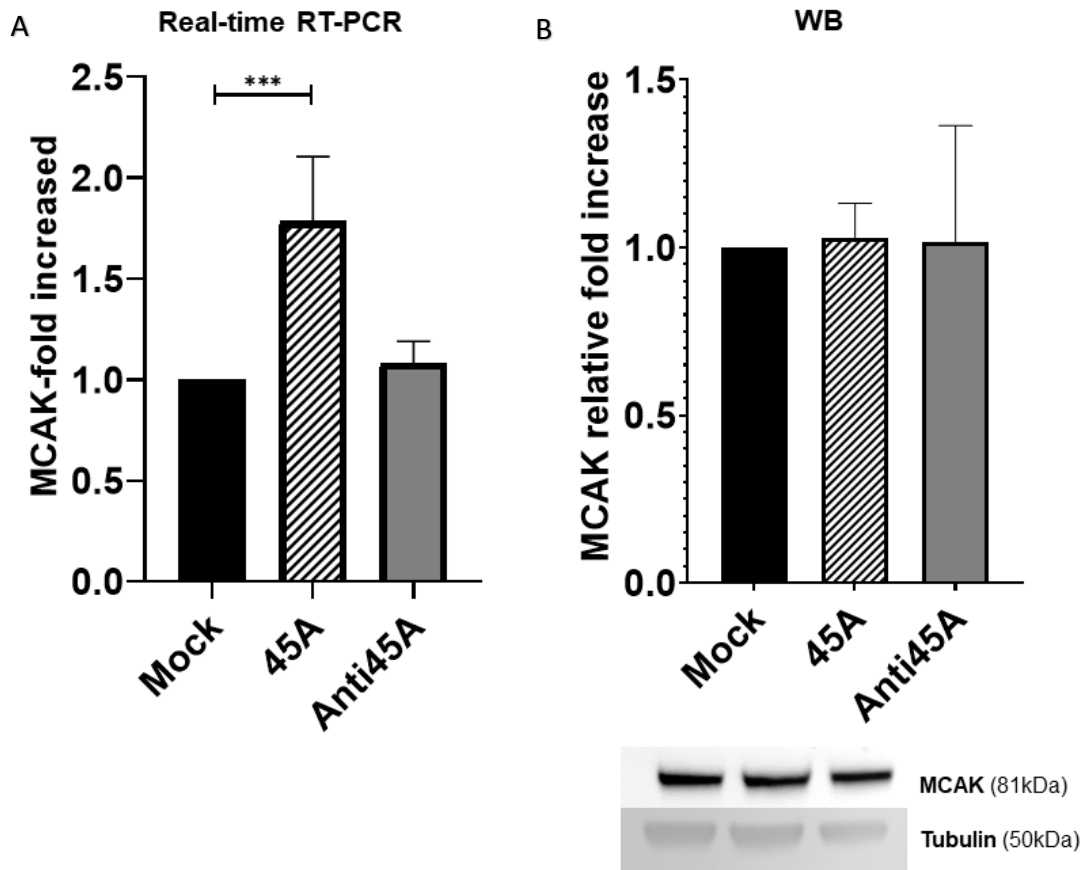 A
Real-time RT-PCR
MCAK-fold increased
2.5
2.0
1.5
1.0
0.5
0.0
***
Mock
45A
Anti45A
B
WB
MCAK relative fold increase
1.5
1.0
0.5
0.0
Mock
45A
Anti45A
MCAK (81kDa)
Tubulin (50kDa)